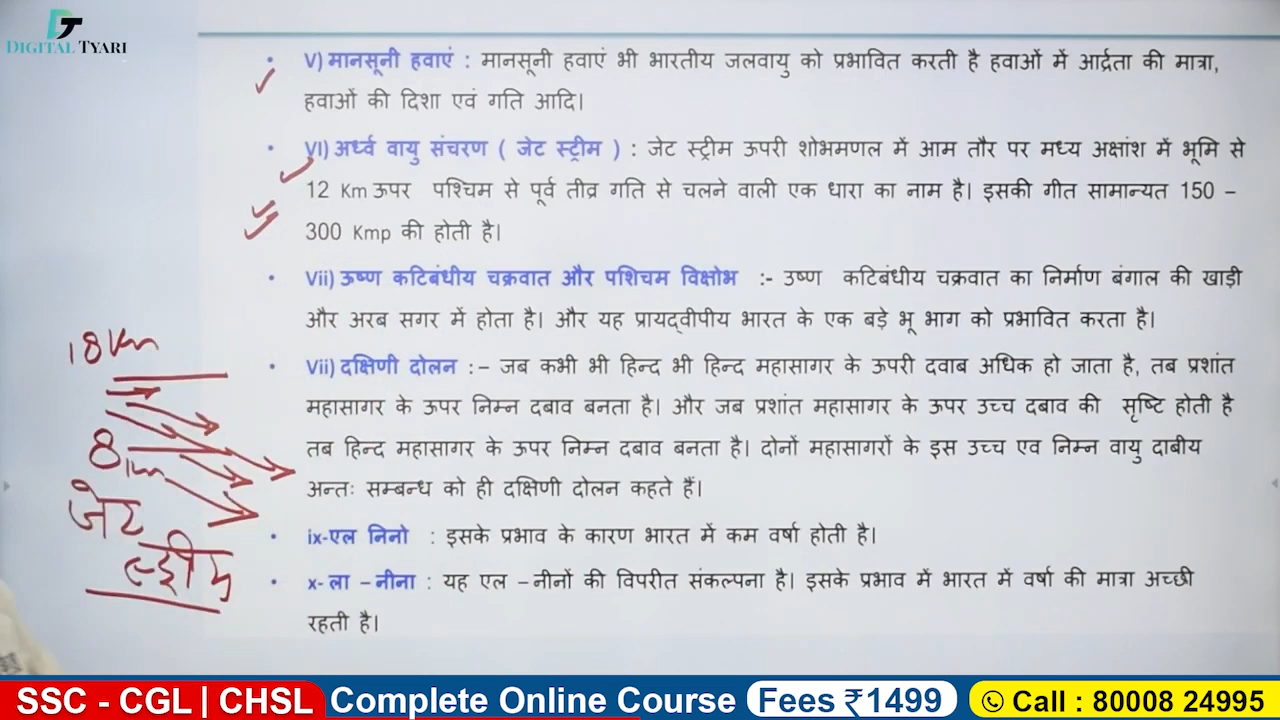 DIGITAL TYARI
V) मानसूनी हवाएं : मानसूनी हवाएं भी भारतीय जलवायु को प्रभावित करती है हवाओं में आर्द्रता की मात्रा,
हवाओं की दिशा एवं गति आदि।
VI) अर्ध्व वायु संचरण ( जेट स्ट्रीम ) : जेट स्ट्रीम ऊपरी शोभमणल में आम तौर पर मध्य अक्षांश में भूमि से
12 Km ऊपर पश्चिम से पूर्व तीव्र गति से चलने वाली एक धारा का नाम है। इसकी गीत सामान्यत 150 –
300 Kmp की होती है।
Vii) ऊष्ण कटिबंधीय चक्रवात और पशिचम विक्षोभ :- उष्ण कटिबंधीय चक्रवात का निर्माण बंगाल की खाड़ी
और अरब सगर में होता है। और यह प्रायद्वीपीय भारत के एक बड़े भू भाग को प्रभावित करता है।
18 Km
Vii) दक्षिणी दोलन :– जब कभी भी हिन्द भी हिन्द महासागर के ऊपरी दवाब अधिक हो जाता है, तब प्रशांत
महासागर के ऊपर निम्न दबाव बनता है। और जब प्रशांत महासागर के ऊपर उच्च दबाव की सृष्टि होती है
तब हिन्द महासागर के ऊपर निम्न दवाव बनता है। दोनों महासागरों के इस उच्च एव निम्न वायु दाबीय
8 Km
अन्तः सम्बन्ध को ही दक्षिणी दोलन कहते हैं।
जेट
स्ट्रीम
ix-एल निनो : इसके प्रभाव के कारण भारत में कम वर्षा होती है।
x- ला –नीना : यह एल –नीनों की विपरीत संकल्पना है। इसके प्रभाव में भारत में वर्षा की मात्रा अच्छी
रहती है।
SSC - CGL | CHSL Complete Online Course Fees ₹1499 Call : 80008 24995